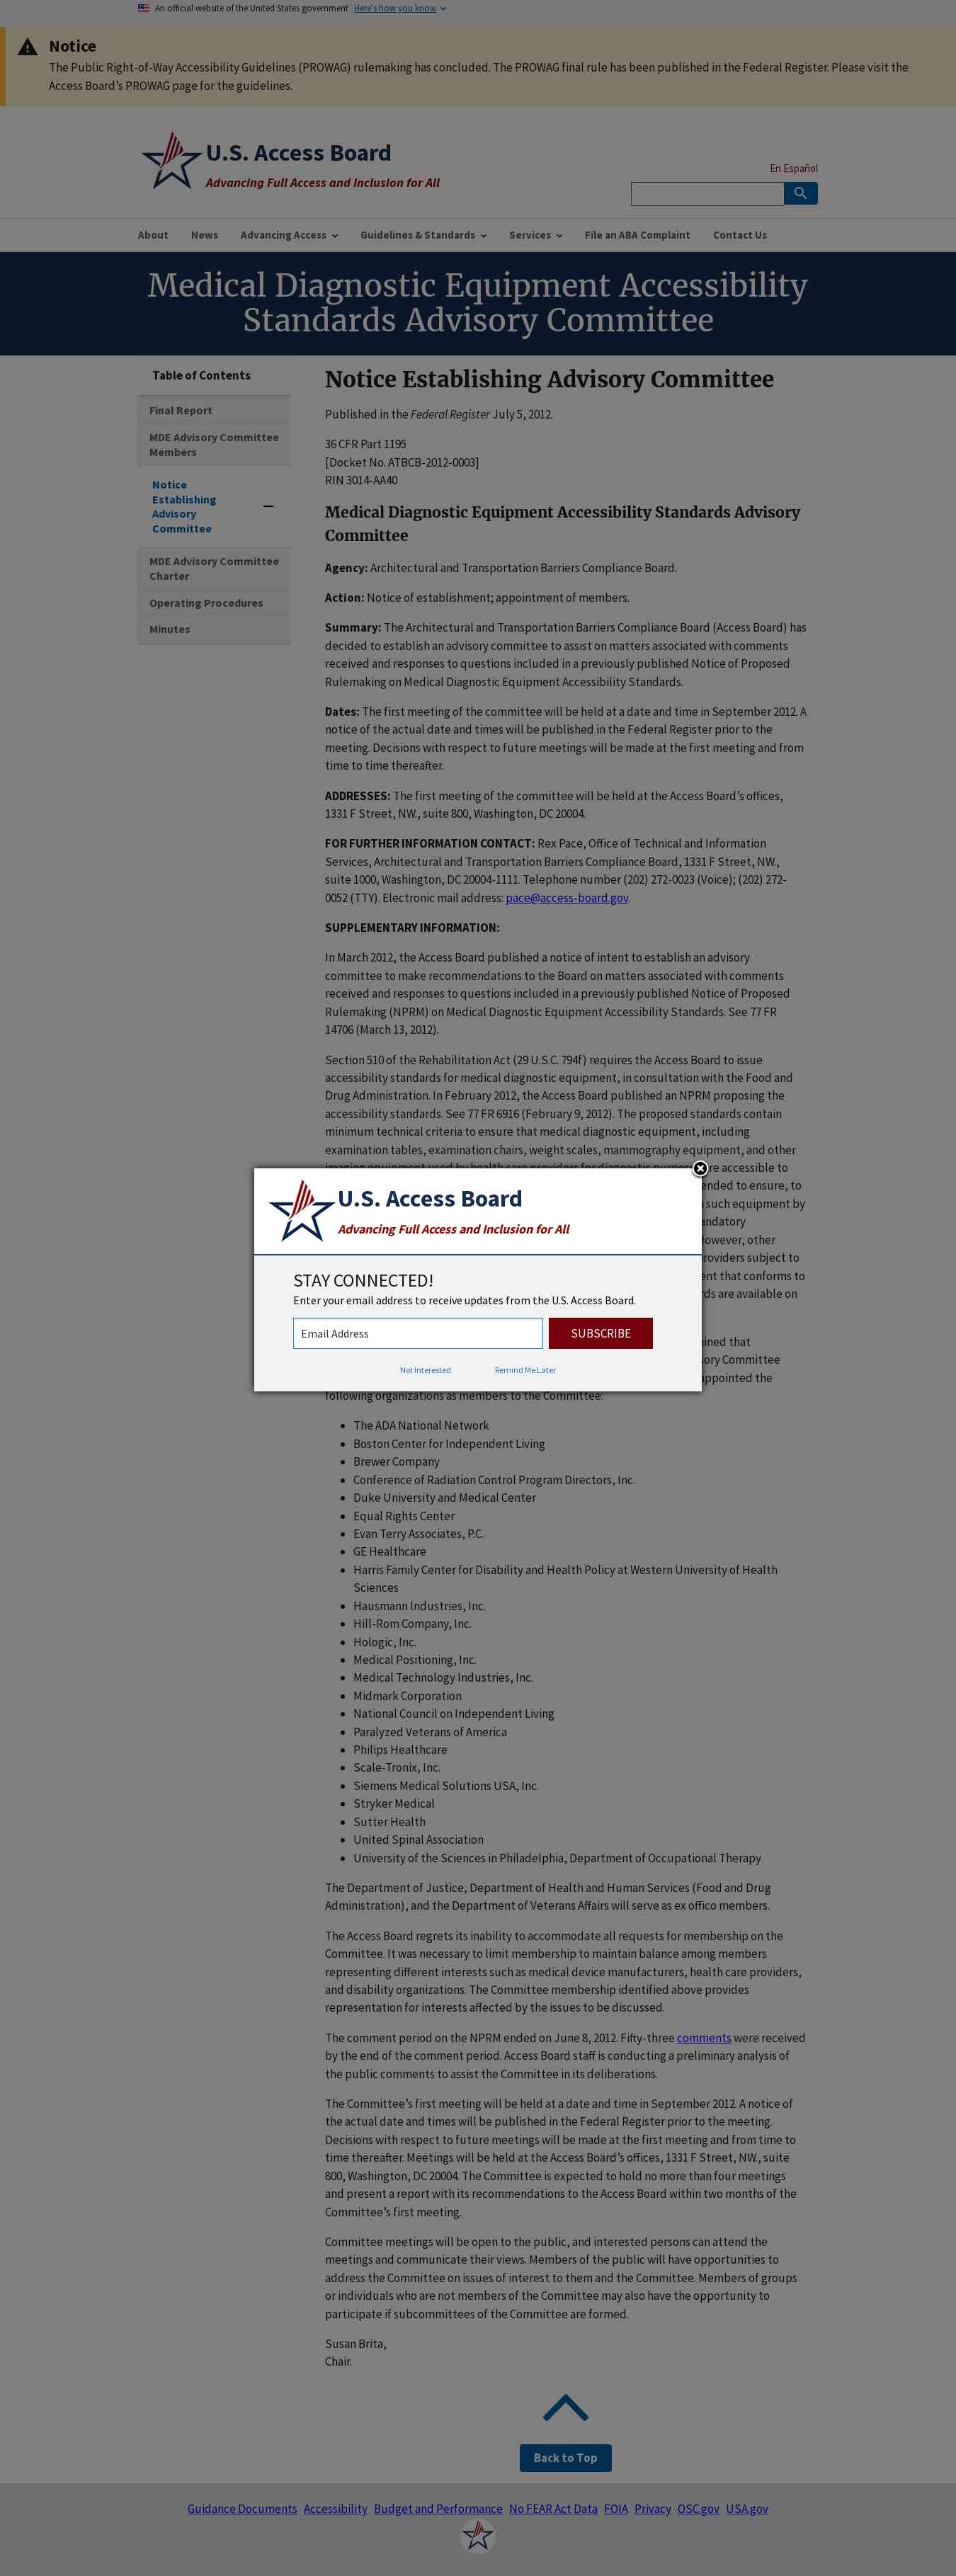 An official website of the United States government Here's how you know
Notice
The Public Right-of-Way Accessibility Guidelines (PROWAG) rulemaking has concluded. The PROWAG final rule has been published in the Federal Register. Please visit the
Access Board’s PROWAG page for the guidelines.
U.S. Access Board
Advancing Full Access and Inclusion for All
En Español
About News Advancing Access Guidelines & Standards Services File an ABA Complaint Contact Us
Medical Diagnostic Equipment Accessibility
Standards Advisory Committee
Table of Contents
Final Report
MDE Advisory Committee
Members
Notice
Establishing
Advisory
Committee
MDE Advisory Committee
Charter
Operating Procedures
Minutes
Notice Establishing Advisory Committee
Published in the Federal Register July 5, 2012.
36 CFR Part 1195
[Docket No. ATBCB-2012-0003]
RIN 3014-AA40
Medical Diagnostic Equipment Accessibility Standards Advisory
Committee
Agency: Architectural and Transportation Barriers Compliance Board.
Action: Notice of establishment; appointment of members.
Summary: The Architectural and Transportation Barriers Compliance Board (Access Board) has
decided to establish an advisory committee to assist on matters associated with comments
received and responses to questions included in a previously published Notice of Proposed
Rulemaking on Medical Diagnostic Equipment Accessibility Standards.
Dates: The first meeting of the committee will be held at a date and time in September 2012. A
notice of the actual date and times will be published in the Federal Register prior to the
meeting. Decisions with respect to future meetings will be made at the first meeting and from
time to time thereafter.
ADDRESSES: The first meeting of the committee will be held at the Access Board’s offices,
1331 F Street, NW., suite 800, Washington, DC 20004.
FOR FURTHER INFORMATION CONTACT: Rex Pace, Office of Technical and Information
Services, Architectural and Transportation Barriers Compliance Board, 1331 F Street, NW.,
suite 1000, Washington, DC 20004-1111. Telephone number (202) 272-0023 (Voice); (202) 272-
0052 (TTY). Electronic mail address: pace@access-board.gov.
SUPPLEMENTARY INFORMATION:
In March 2012, the Access Board published a notice of intent to establish an advisory
committee to make recommendations to the Board on matters associated with comments
received and responses to questions included in a previously published Notice of Proposed
Rulemaking (NPRM) on Medical Diagnostic Equipment Accessibility Standards. See 77 FR
14706 (March 13, 2012).
Section 510 of the Rehabilitation Act (29 U.S.C. 794f) requires the Access Board to issue
accessibility standards for medical diagnostic equipment, in consultation with the Food and
Drug Administration. In February 2012, the Access Board published an NPRM proposing the
accessibility standards. See 77 FR 6916 (February 9, 2012). The proposed standards contain
minimum technical criteria to ensure that medical diagnostic equipment, including
examination tables, examination chairs, weight scales, mammography equipment, and other
imaging equipment used by health care providers for diagnostic purposes are accessible to
to ensure, to
such equipment by
However, other
providers subject to
that conforms to
are available on
that
Committee
appointed the
following organizations as members to the Committee:
U.S. Access Board
Advancing Full Access and Inclusion for All
STAY CONNECTED!
Enter your email address to receive updates from the U.S. Access Board.
Email Address SUBSCRIBE
Not Interested Remind Me Later
The ADA National Network
Boston Center for Independent Living
Brewer Company
Conference of Radiation Control Program Directors, Inc.
Duke University and Medical Center
Equal Rights Center
Evan Terry Associates, P.C.
GE Healthcare
Harris Family Center for Disability and Health Policy at Western University of Health
Sciences
Hausmann Industries, Inc.
Hill-Rom Company, Inc.
Hologic, Inc.
Medical Positioning, Inc.
Medical Technology Industries, Inc.
Midmark Corporation
National Council on Independent Living
Paralyzed Veterans of America
Philips Healthcare
Scale-Tronix, Inc.
Siemens Medical Solutions USA, Inc.
Stryker Medical
Sutter Health
United Spinal Association
University of the Sciences in Philadelphia, Department of Occupational Therapy
The Department of Justice, Department of Health and Human Services (Food and Drug
Administration), and the Department of Veterans Affairs will serve as ex offico members.
The Access Board regrets its inability to accommodate all requests for membership on the
Committee. It was necessary to limit membership to maintain balance among members
representing different interests such as medical device manufacturers, health care providers,
and disability organizations. The Committee membership identified above provides
representation for interests affected by the issues to be discussed.
The comment period on the NPRM ended on June 8, 2012. Fifty-three comments were received
by the end of the comment period. Access Board staff is conducting a preliminary analysis of
the public comments to assist the Committee in its deliberations.
The Committee’s first meeting will be held at a date and time in September 2012. A notice of
the actual date and times will be published in the Federal Register prior to the meeting.
Decisions with respect to future meetings will be made at the first meeting and from time to
time thereafter. Meetings will be held at the Access Board’s offices, 1331 F Street, NW., suite
800, Washington, DC 20004. The Committee is expected to hold no more than four meetings
and present a report with its recommendations to the Access Board within two months of the
Committee’s first meeting.
Committee meetings will be open to the public, and interested persons can attend the
meetings and communicate their views. Members of the public will have opportunities to
address the Committee on issues of interest to them and the Committee. Members of groups
or individuals who are not members of the Committee may also have the opportunity to
participate if subcommittees of the Committee are formed.
Susan Brita,
Chair.
Back to Top
Guidance Documents Accessibility Budget and Performance No FEAR Act Data FOIA Privacy OSC.gov USA.gov